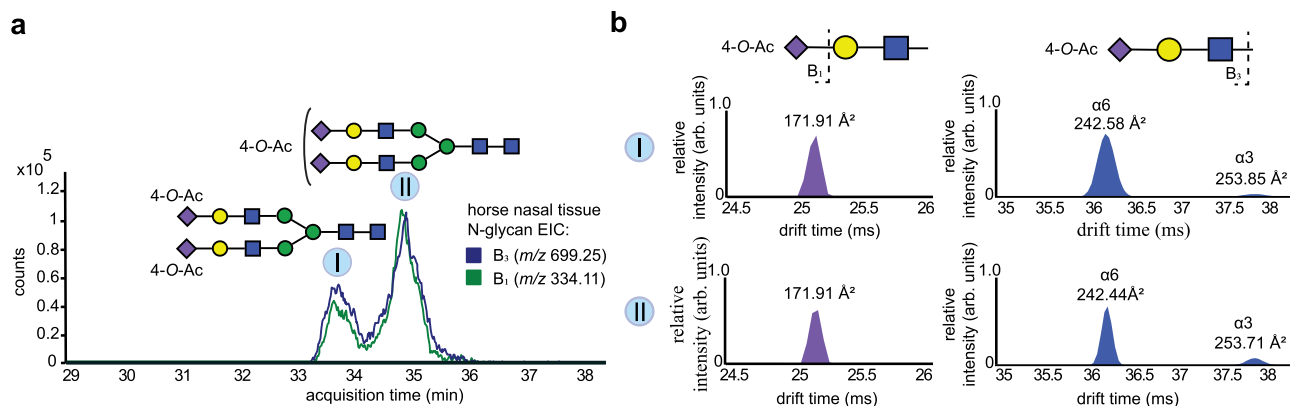 a
4-O-Ac
x10⁵
12
1
0.8
0.6
0.4
0.2
0
counts
4-O-Ac
4-O-Ac
I
II
horse nasal tissue
N-glycan EIC:
B₃ (m/z 699.25)
B₁ (m/z 334.11)
29 30 31 32 33 34 35 36 37 38
acquisition time (min)
b
4-O-Ac
B₁
4-O-Ac
B₃
I
relative
intensity (arb. units)
1.0
0
171.91 Å²
24.5 25 25.5 26
drift time (ms)
relative
intensity (arb. units)
1.0
0
α6
242.58 Å²
α3
253.85 Å²
35 35.5 36 36.5 37 37.5 38
drift time (ms)
II
relative
intensity (arb. units)
1.0
0
171.91 Å²
24.5 25 25.5 26
drift time (ms)
relative
intensity (arb. units)
1.0
0
α6
242.44Å²
α3
253.71 Å²
35 35.5 36 36.5 37 37.5 38
drift time (ms)